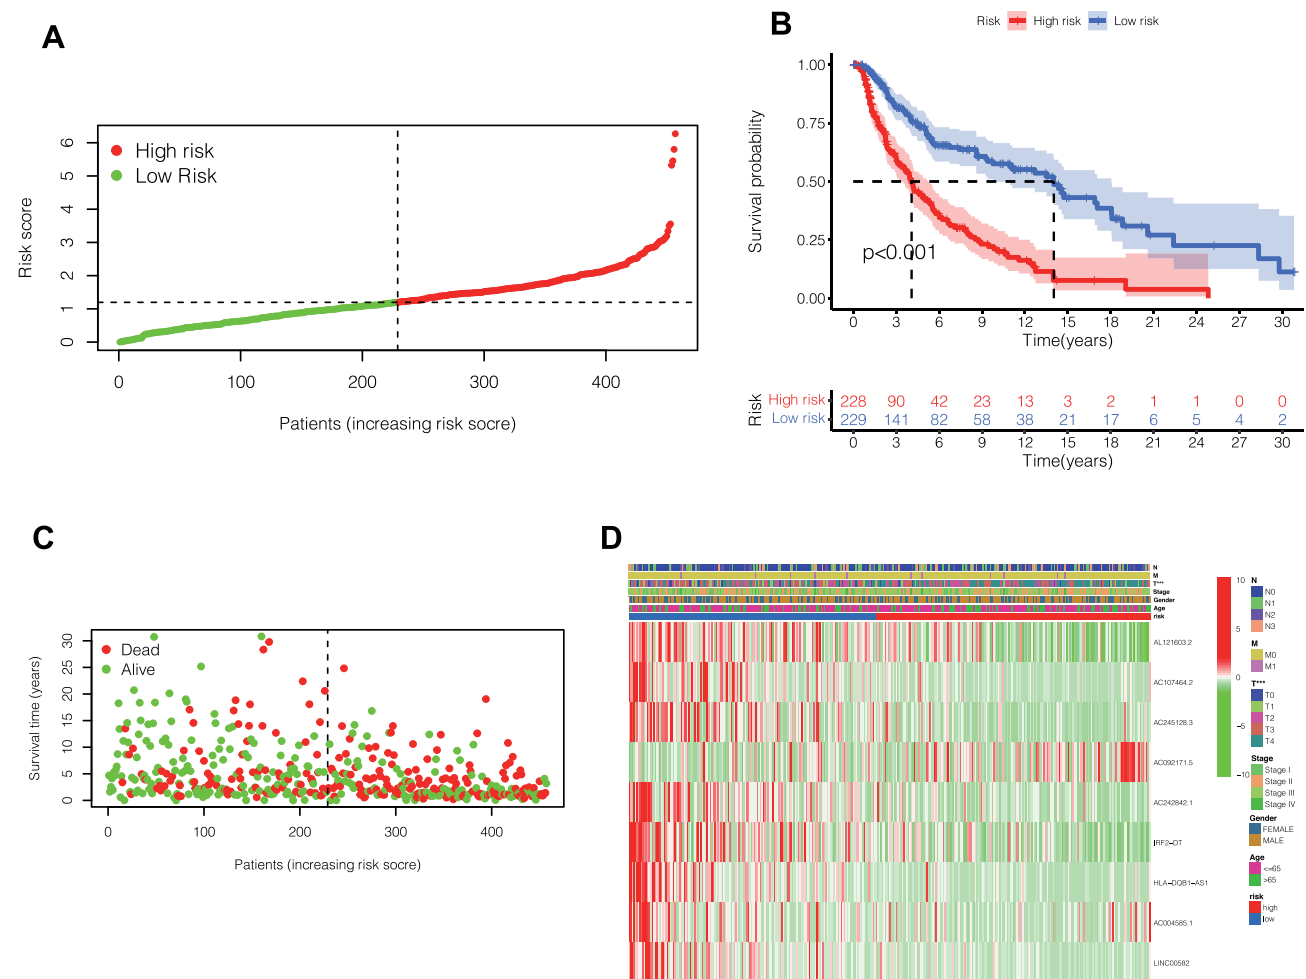 A
High risk
Low Risk
Risk score
0 1 2 3 4 5 6
0 100 200 300 400
Patients (increasing risk socre)
B
Risk High risk Low risk
Survival probability
1.00
0.75
0.50
0.25
0.00
p<0.001
0 3 6 9 12 15 18 21 24 27 30
Time(years)
Risk
High risk 228 90 42 23 13 3 2 1 1 0 0
Low risk 229 141 82 58 38 21 17 6 5 4 2
0 3 6 9 12 15 18 21 24 27 30
Time(years)
C
Dead
Alive
Survival time (years)
0 5 10 15 20 25 30
0 100 200 300 400
Patients (increasing risk socre)
D
N
M
T***
Stage
Gender
Age
risk
AL121603.2
AC107464.2
AC245128.3
AC092171.5
AC242842.1
IRF2−DT
HLA−DQB1−AS1
AC004585.1
LINC00582
10
5
0
−5
−10
N
N0
N1
N2
N3
M
M0
M1
T***
T0
T1
T2
T3
T4
Stage
Stage I
Stage II
Stage III
Stage IV
Gender
FEMALE
MALE
Age
<=65
>65
risk
high
low